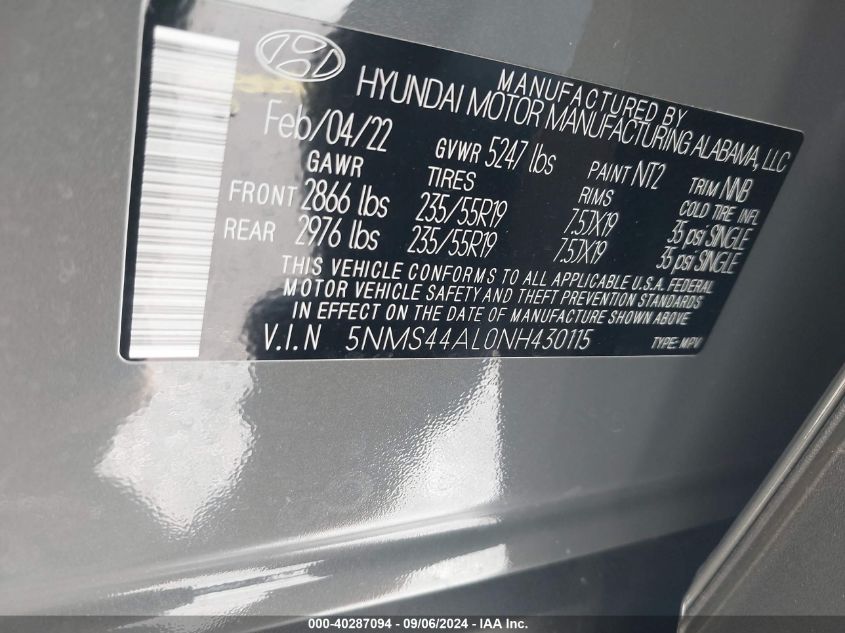 MANUFACTURED BY
HYUNDAI MOTOR MANUFACTURING ALABAMA, LLC
Feb/04/22 GVWR 5247 lbs PAINT NT2 TRIM NNB
GAWR TIRES RIMS COLD TIRE INFL
FRONT 2866 lbs 235/55R19 7.5JX19 35 psi SINGLE
REAR 2976 lbs 235/55R19 7.5JX19 35 psi SINGLE
THIS VEHICLE CONFORMS TO ALL APPLICABLE U.S.A. FEDERAL
MOTOR VEHICLE SAFETY AND THEFT PREVENTION STANDARDS
IN EFFECT ON THE DATE OF MANUFACTURE SHOWN ABOVE
V.I.N 5NMS44AL0NH430115 TYPE: MPV
000-40287094 - 09/06/2024 - IAA Inc.